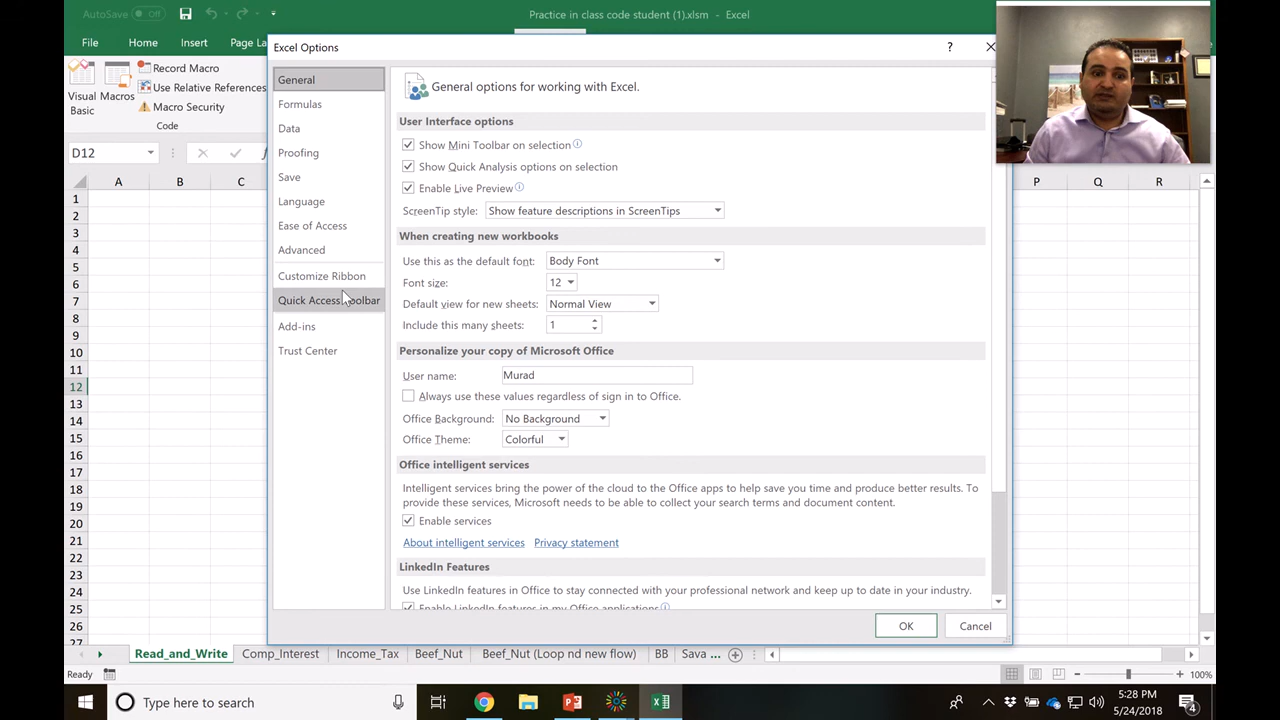 AutoSave Off
Practice in class code student (1).xlsm - Excel
File Home Insert Page La
Excel Options
?
Visual Basic
Macros
Record Macro
Use Relative References
Macro Security
Code
D12
General
Formulas
Data
Proofing
Save
Language
Ease of Access
Advanced
Customize Ribbon
Quick Access Toolbar
Add-ins
Trust Center
General options for working with Excel.
User Interface options
Show Mini Toolbar on selection
Show Quick Analysis options on selection
Enable Live Preview
ScreenTip style: Show feature descriptions in ScreenTips
When creating new workbooks
Use this as the default font: Body Font
Font size: 12
Default view for new sheets: Normal View
Include this many sheets: 1
Personalize your copy of Microsoft Office
User name: Murad
Always use these values regardless of sign in to Office.
Office Background: No Background
Office Theme: Colorful
Office intelligent services
Intelligent services bring the power of the cloud to the Office apps to help save you time and produce better results. To
provide these services, Microsoft needs to be able to collect your search terms and document content.
Enable services
About intelligent services Privacy statement
LinkedIn Features
Use LinkedIn features in Office to stay connected with your professional network and keep up to date in your industry.
Enable LinkedIn features in my Office applications
OK Cancel
A B C P Q R
1
2
3
4
5
6
7
8
9
10
11
12
13
14
15
16
17
18
19
20
21
22
23
24
25
26
27
Read_and_Write Comp_Interest Income_Tax Beef_Nut Beef_Nut (Loop nd new flow) BB Sava ...
Ready
100%
Type here to search
5:28 PM
5/24/2018
4